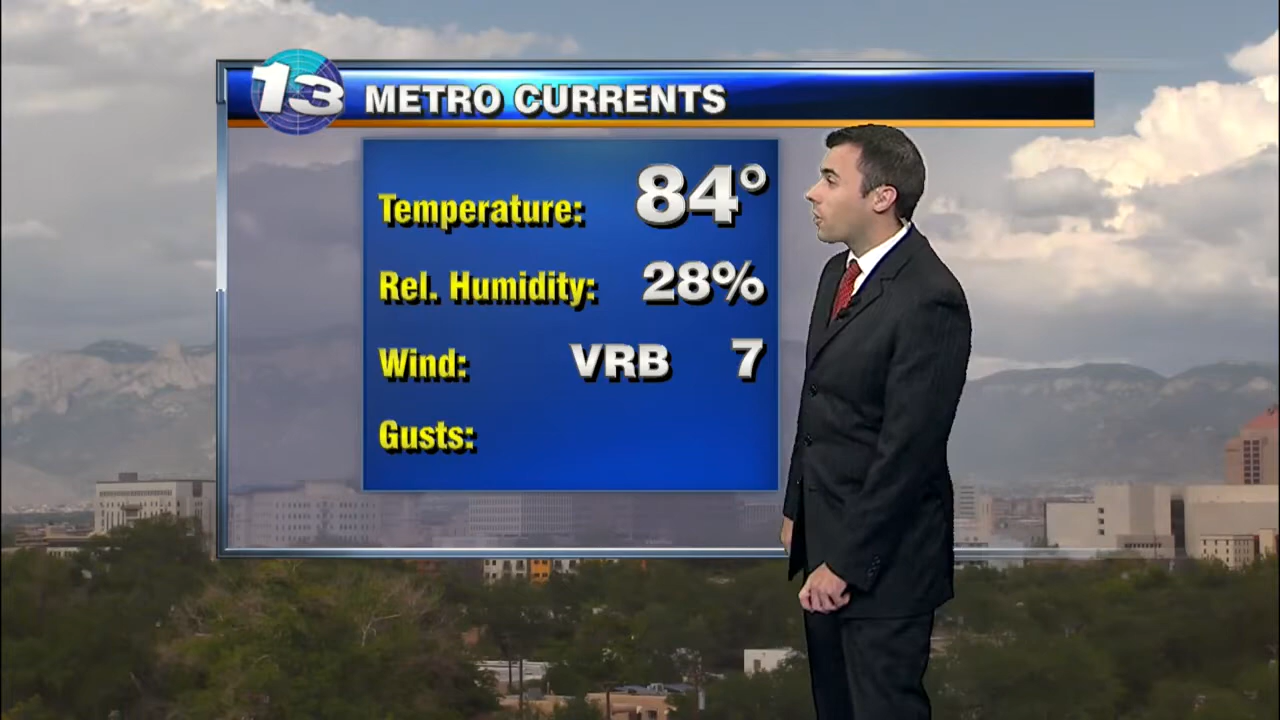 13 METRO CURRENTS
Temperature: 84°
Rel. Humidity: 28%
Wind: VRB 7
Gusts: